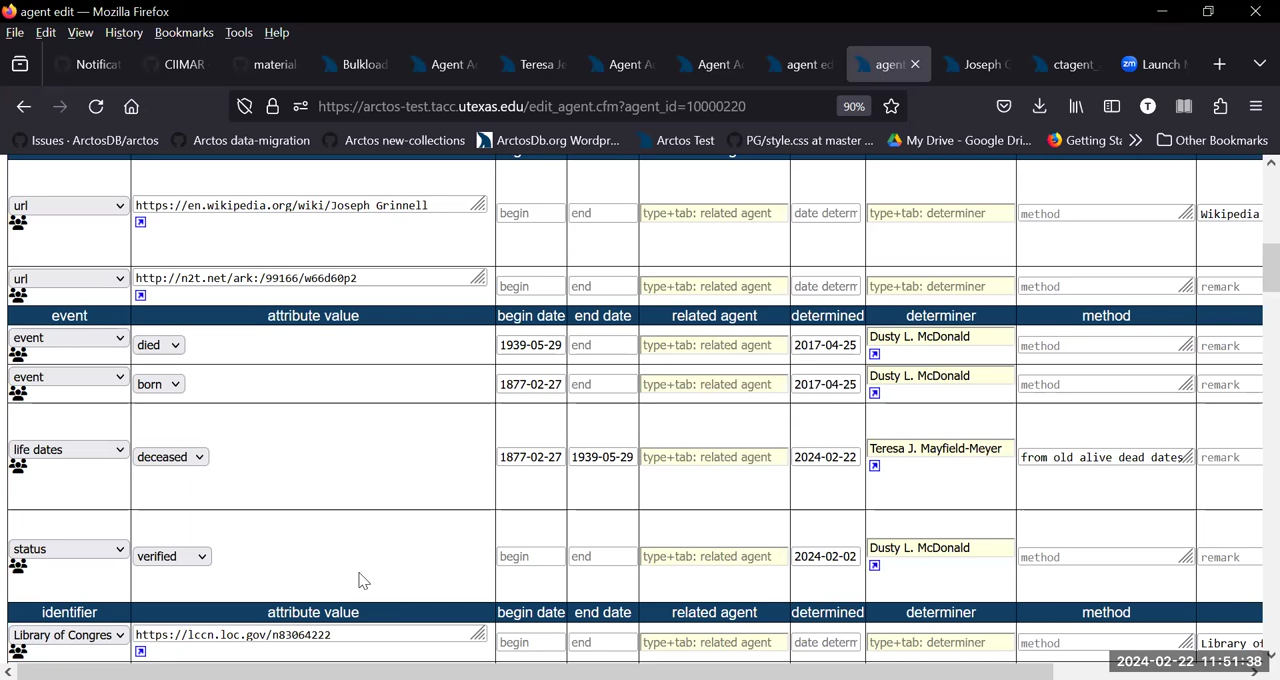 agent edit — Mozilla Firefox
File Edit View History Bookmarks Tools Help
Notificat CIIMAR material Bulkload Agent A Teresa Je Agent A Agent A agent ed agent Joseph G ctagent_ zm Launch M
https://arctos-test.tacc.utexas.edu/edit_agent.cfm?agent_id=10000220 90% T
Issues · ArctosDB/arctos Arctos data-migration Arctos new-collections ArctosDb.org Wordpr... Arctos Test PG/style.css at master ... My Drive - Google Dri... Getting Sta Other Bookmarks
url https://en.wikipedia.org/wiki/Joseph_Grinnell begin end type+tab: related agent date determ type+tab: determiner method Wikipedia
url http://n2t.net/ark:/99166/w66d60p2 begin end type+tab: related agent date determ type+tab: determiner method remark
event attribute value begin date end date related agent determined determiner method
event died 1939-05-29 end type+tab: related agent 2017-04-25 Dusty L. McDonald method remark
event born 1877-02-27 end type+tab: related agent 2017-04-25 Dusty L. McDonald method remark
life dates deceased 1877-02-27 1939-05-29 type+tab: related agent 2024-02-22 Teresa J. Mayfield-Meyer from old alive dead dates remark
status verified begin end type+tab: related agent 2024-02-02 Dusty L. McDonald method remark
identifier attribute value begin date end date related agent determined determiner method
Library of Congres https://lccn.loc.gov/n83064222 begin end type+tab: related agent date determ type+tab: determiner method Library of
2024-02-22 11:51:38